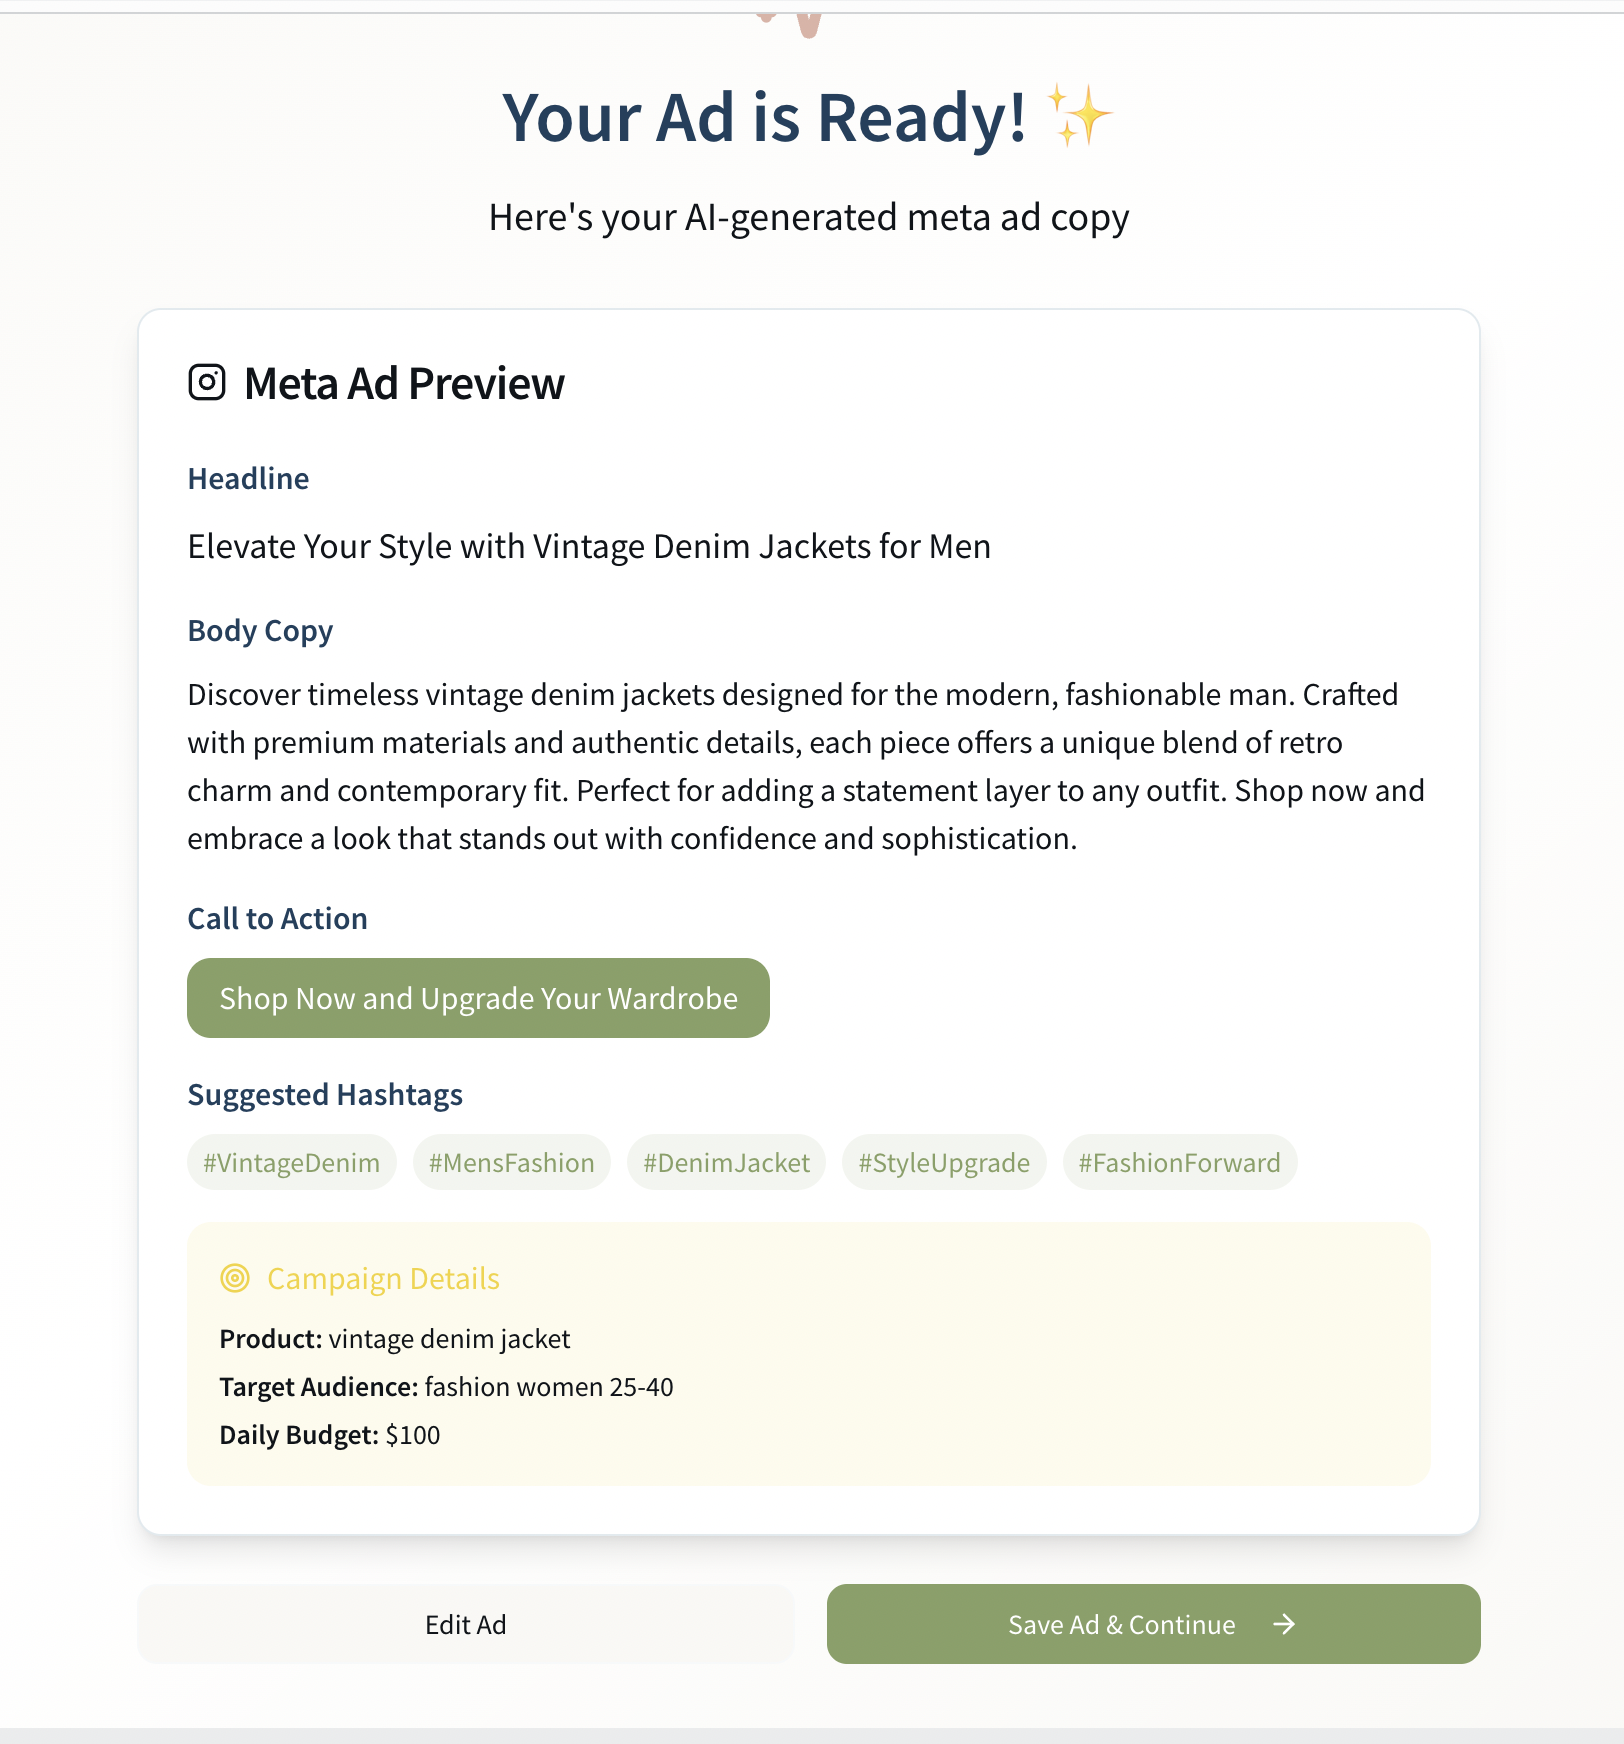 Your Ad is Ready! ✨
Here's your AI-generated meta ad copy
Meta Ad Preview
Headline
Elevate Your Style with Vintage Denim Jackets for Men
Body Copy
Discover timeless vintage denim jackets designed for the modern, fashionable man. Crafted
with premium materials and authentic details, each piece offers a unique blend of retro
charm and contemporary fit. Perfect for adding a statement layer to any outfit. Shop now and
embrace a look that stands out with confidence and sophistication.
Call to Action
Shop Now and Upgrade Your Wardrobe
Suggested Hashtags
#VintageDenim #MensFashion #DenimJacket #StyleUpgrade #FashionForward
Campaign Details
Product: vintage denim jacket
Target Audience: fashion women 25-40
Daily Budget: $100
Edit Ad
Save Ad & Continue →